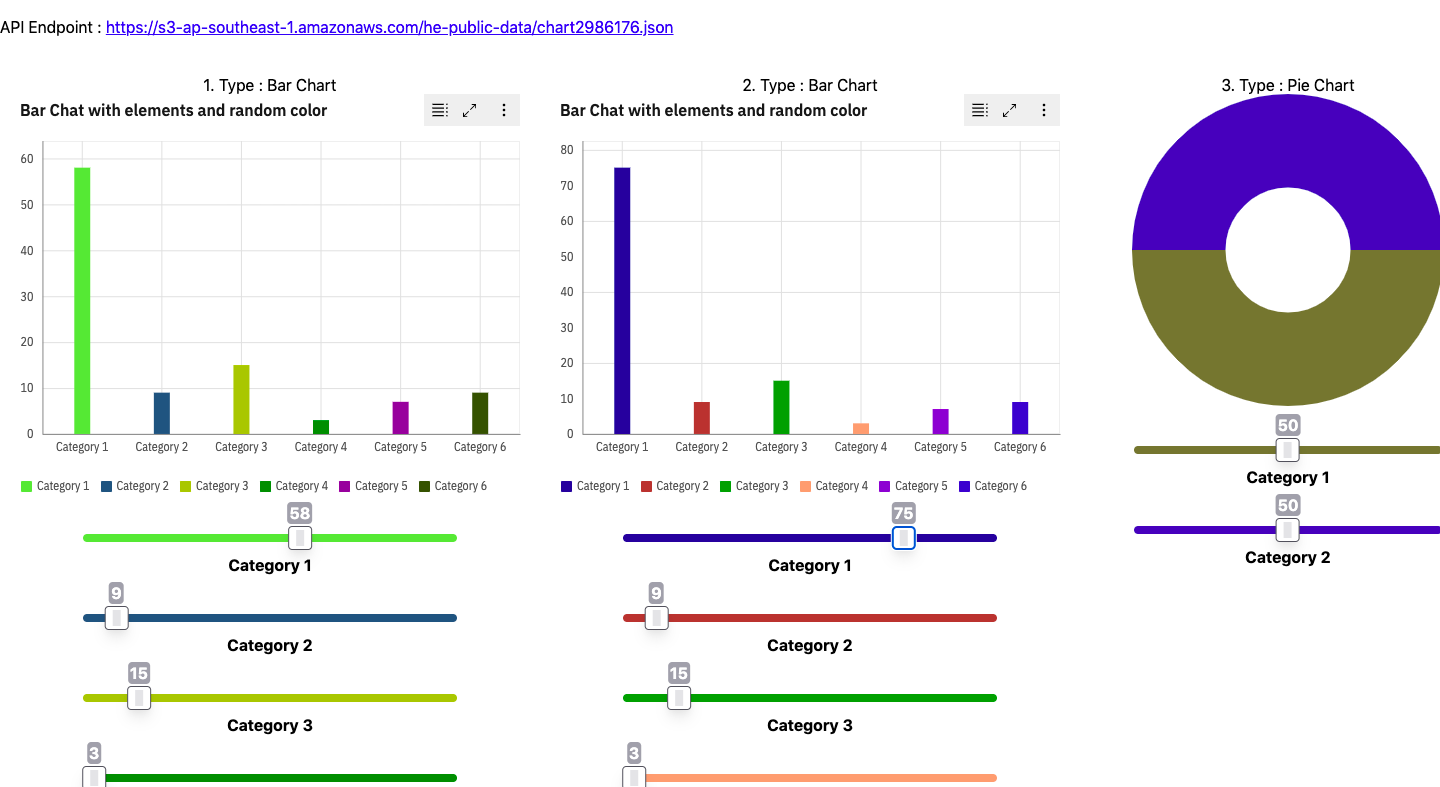 API Endpoint : https://s3-ap-southeast-1.amazonaws.com/he-public-data/chart2986176.json
1. Type : Bar Chart
Bar Chat with elements and random color
60
50
40
30
20
10
0
Category 1 Category 2 Category 3 Category 4 Category 5 Category 6
Category 1 Category 2 Category 3 Category 4 Category 5 Category 6
58
Category 1
9
Category 2
15
Category 3
3
2. Type : Bar Chart
Bar Chat with elements and random color
80
70
60
50
40
30
20
10
0
Category 1 Category 2 Category 3 Category 4 Category 5 Category 6
Category 1 Category 2 Category 3 Category 4 Category 5 Category 6
75
Category 1
9
Category 2
15
Category 3
3
3. Type : Pie Chart
50
Category 1
50
Category 2